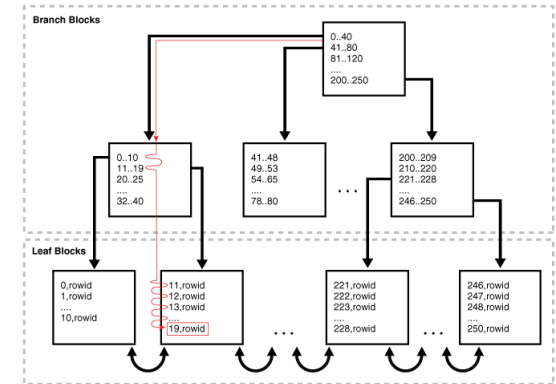 Branch Blocks
0..40
41..80
81..120
....
200..250
0..10
11..19
20..25
....
32..40
41..48
49..53
54..65
....
78..80
...
200..209
210..220
221..228
....
246..250
Leaf Blocks
0,rowid
1,rowid
....
10,rowid
11,rowid
12,rowid
13,rowid
....
19,rowid
...
221,rowid
222,rowid
223,rowid
....
228,rowid
...
246,rowid
247,rowid
248,rowid
....
250,rowid